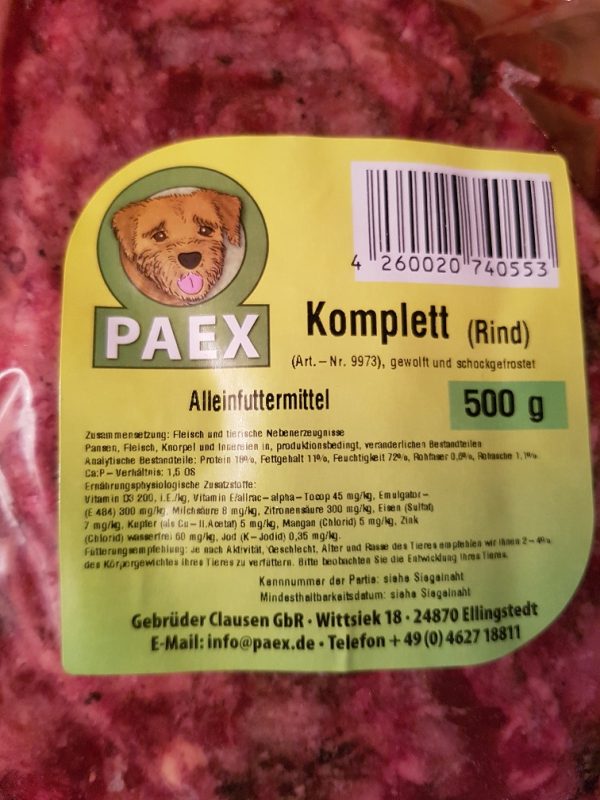 4 260020 740553
PAEX
Komplett (Rind)
(Art.– Nr. 9973), gewolft und schockgefrostet
Alleinfuttermittel
500 g
Zusammensetzung: Fleisch und tierische Nebenerzeugnisse
Pansen, Fleisch, Knorpel und Innereien in, produktionsbedingt, veränderlichen Bestandteilen
Analytische Bestandteile: Protein 18%, Fettgehalt 11%, Feuchtigkeit 72%, Rohfaser 0,6%, Rohasche 1,1%
Ca:P – Verhältnis: 1,5 OS
Ernährungsphysiologische Zusatzstoffe:
Vitamin D3 200, i.E./kg, Vitamin E/allrac–alpha–Tocop 45 mg/kg, Emulgator–
(E 484) 300 mg/kg, Milchsäure 8 mg/kg, Zitronensäure 300 mg/kg, Eisen (Sulfat)
7 mg/kg, Kupfer (als Cu–II.Acetat) 5 mg/kg, Mangan (Chlorid) 5 mg/kg, Zink
(Chlorid) wasserfrei 60 mg/kg, Jod (K–Jodid) 0,35 mg/kg.
Fütterungsempfehlung: Je nach Aktivität, Geschlecht, Alter und Rasse des Tieres empfehlen wir Ihnen 2–4%
des Körpergewichtes Ihres Tieres zu verfüttern. Bitte beobachten Sie die Entwicklung Ihres Tieres.
Kennnummer der Partie: siehe Siegelnaht
Mindesthaltbarkeitsdatum: siehe Siegelnaht
Gebrüder Clausen GbR · Wittsiek 18 · 24870 Ellingstedt
E-Mail: info@paex.de · Telefon +49 (0) 4627 18811